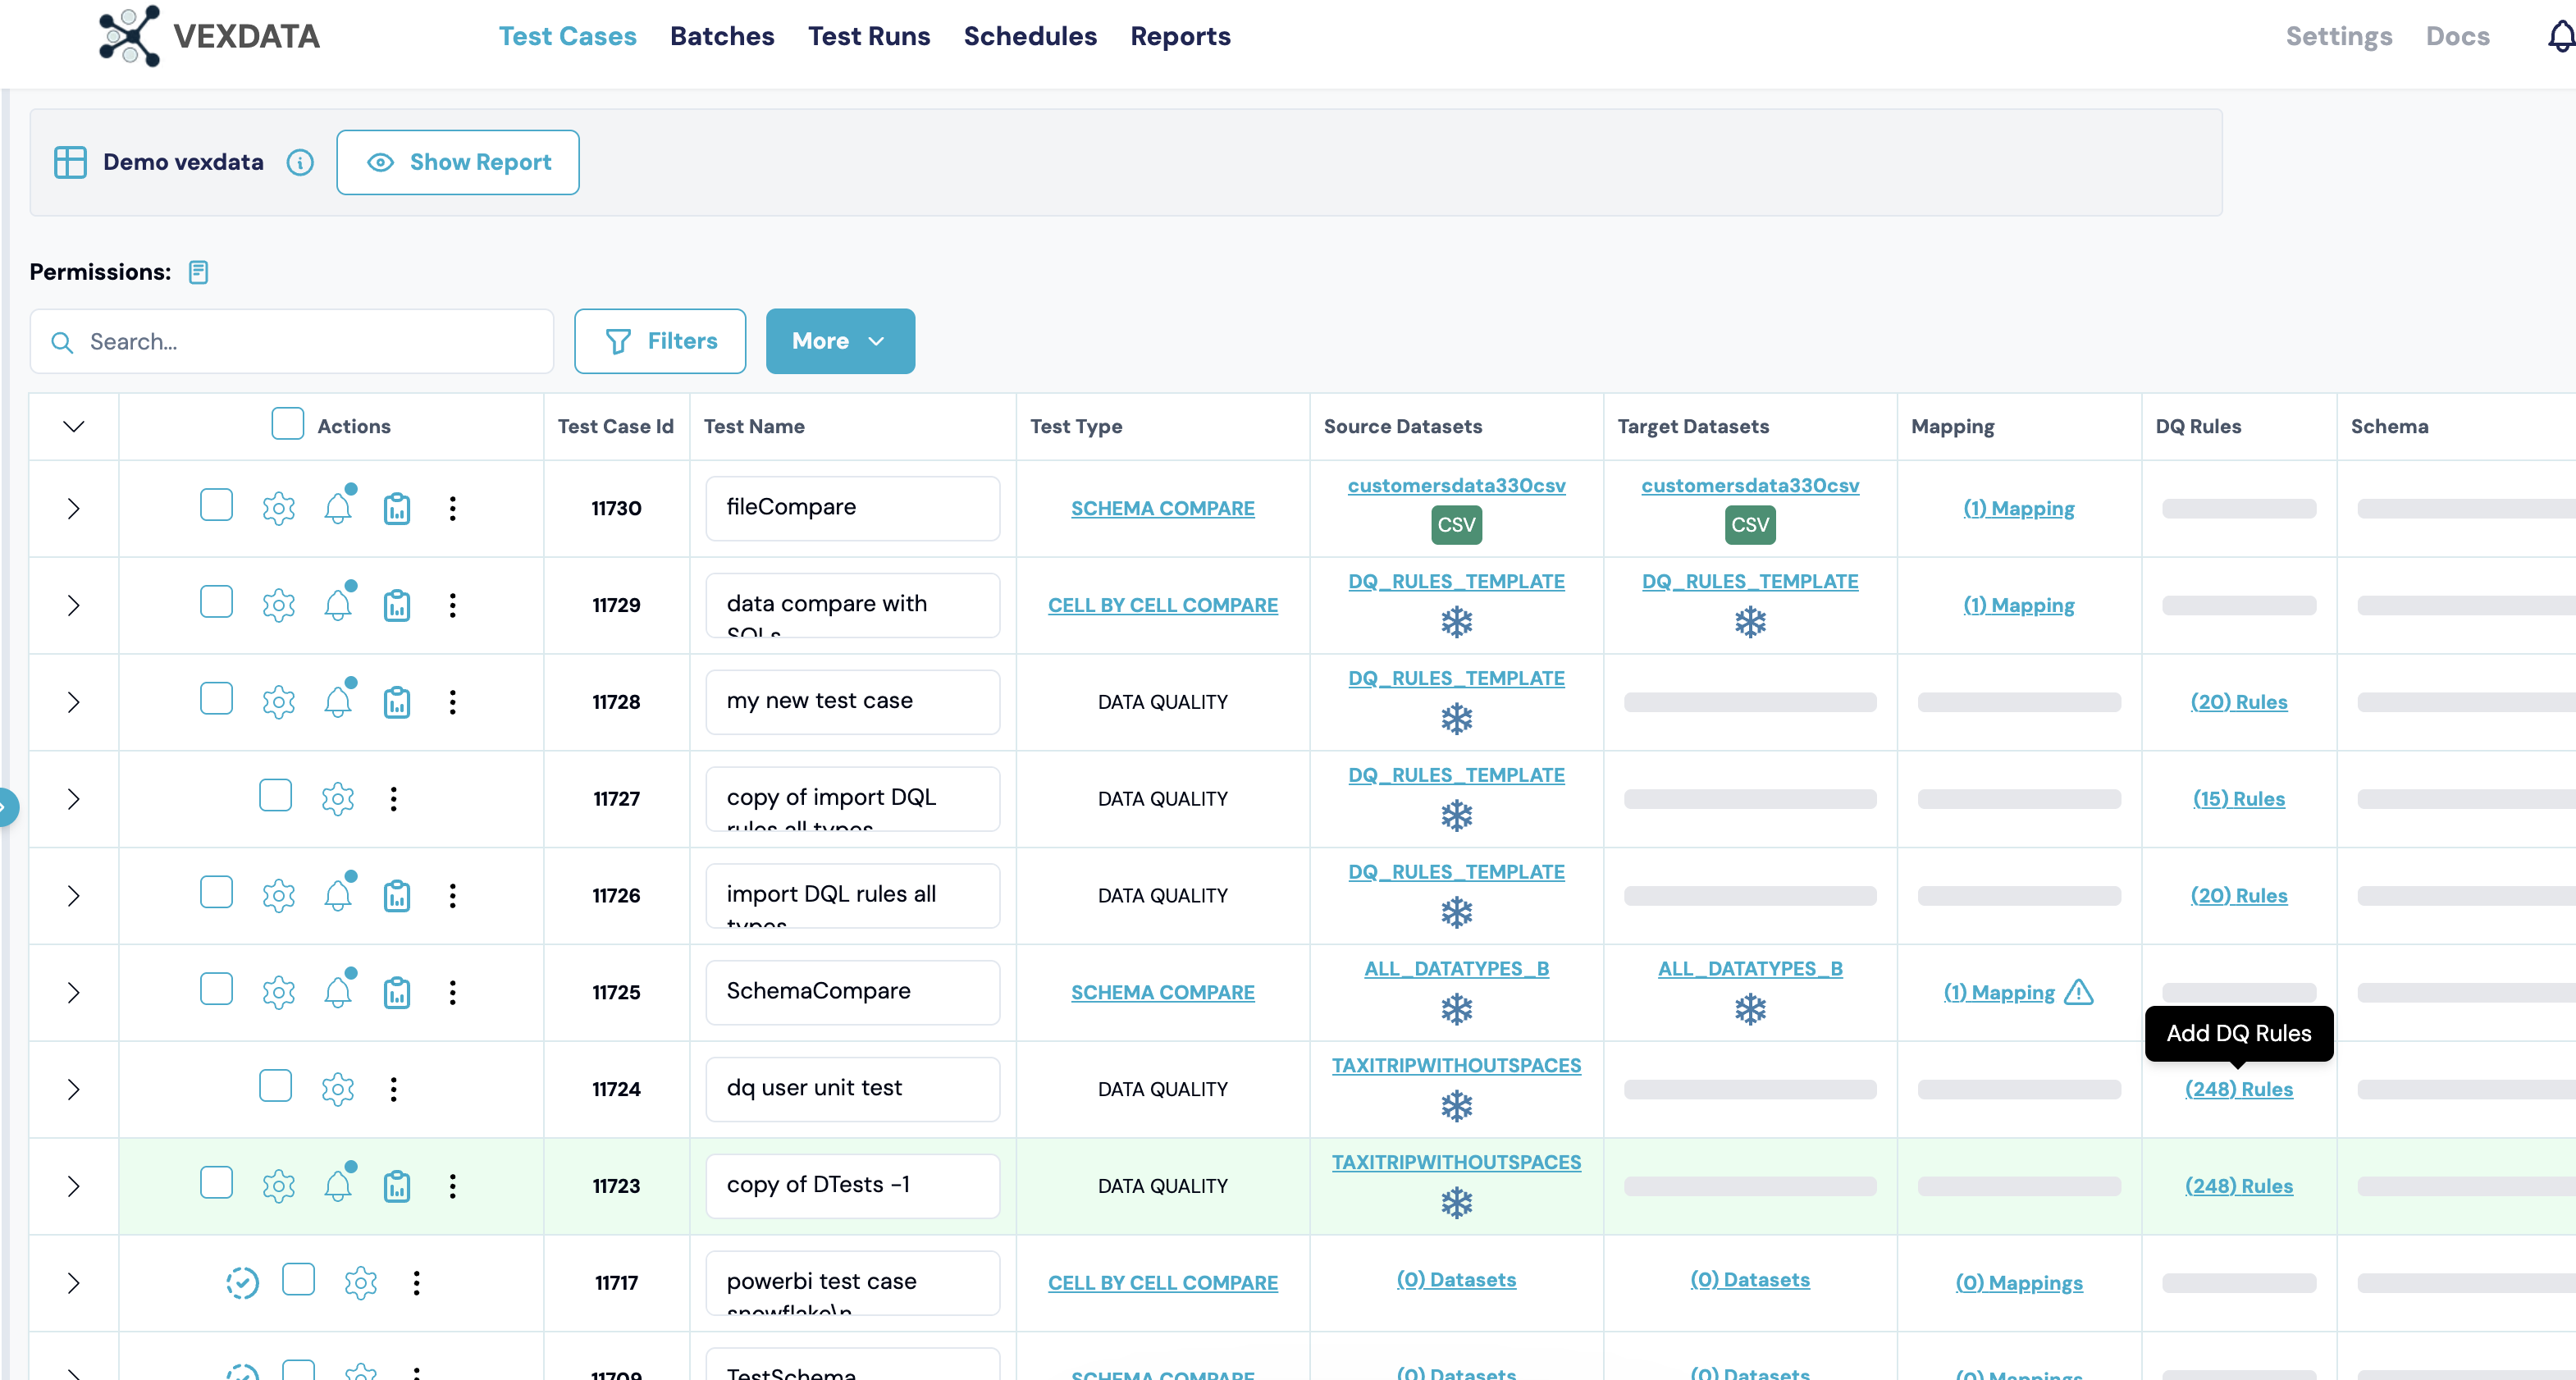 VEXDATA
Test Cases Batches Test Runs Schedules Reports Settings Docs
Demo vexdata Show Report
Permissions:
Search... Filters More
Actions Test Case Id Test Name Test Type Source Datasets Target Datasets Mapping DQ Rules Schema
11730 fileCompare SCHEMA COMPARE customersdata330csv CSV customersdata330csv CSV (1) Mapping
11729 data compare with
SQLs CELL BY CELL COMPARE DQ_RULES_TEMPLATE DQ_RULES_TEMPLATE (1) Mapping
11728 my new test case DATA QUALITY DQ_RULES_TEMPLATE (20) Rules
11727 copy of import DQL
rules all types DATA QUALITY DQ_RULES_TEMPLATE (15) Rules
11726 import DQL rules all
types DATA QUALITY DQ_RULES_TEMPLATE (20) Rules
11725 SchemaCompare SCHEMA COMPARE ALL_DATATYPES_B ALL_DATATYPES_B (1) Mapping
Add DQ Rules
11724 dq user unit test DATA QUALITY TAXITRIPWITHOUTSPACES (248) Rules
11723 copy of DTests -1 DATA QUALITY TAXITRIPWITHOUTSPACES (248) Rules
11717 powerbi test case
snowflake\n CELL BY CELL COMPARE (0) Datasets (0) Datasets (0) Mappings
11709 TestSchema SCHEMA COMPARE (0) Datasets (0) Datasets (0) Mappings